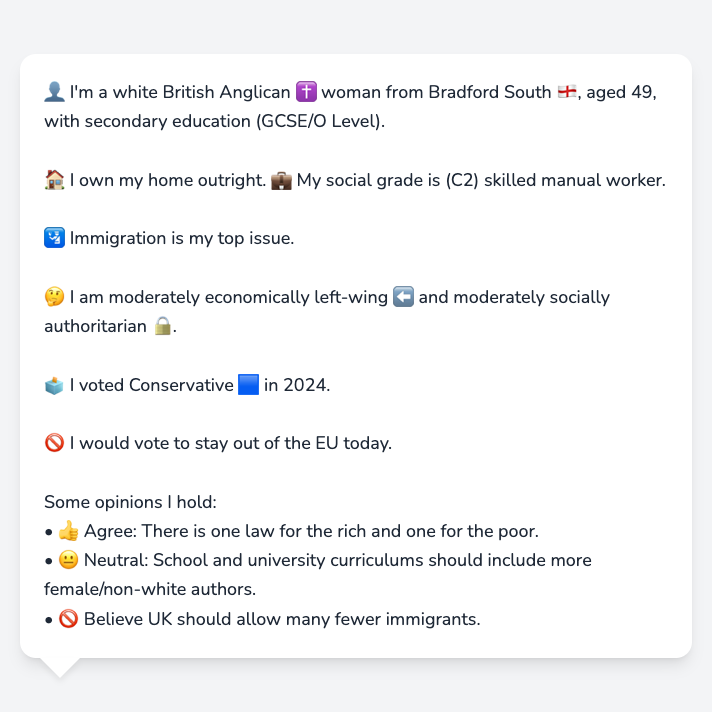 👤 I'm a white British Anglican ✝️ woman from Bradford South 🏴󠁧󠁢󠁥󠁮󠁧󠁿, aged 49,
with secondary education (GCSE/O Level).
🏠 I own my home outright. 💼 My social grade is (C2) skilled manual worker.
🛂 Immigration is my top issue.
🤔 I am moderately economically left-wing ⬅️ and moderately socially
authoritarian 🔒.
🗳️ I voted Conservative 🟦 in 2024.
🚫 I would vote to stay out of the EU today.
Some opinions I hold:
• 👍 Agree: There is one law for the rich and one for the poor.
• 😐 Neutral: School and university curriculums should include more
female/non-white authors.
• 🚫 Believe UK should allow many fewer immigrants.